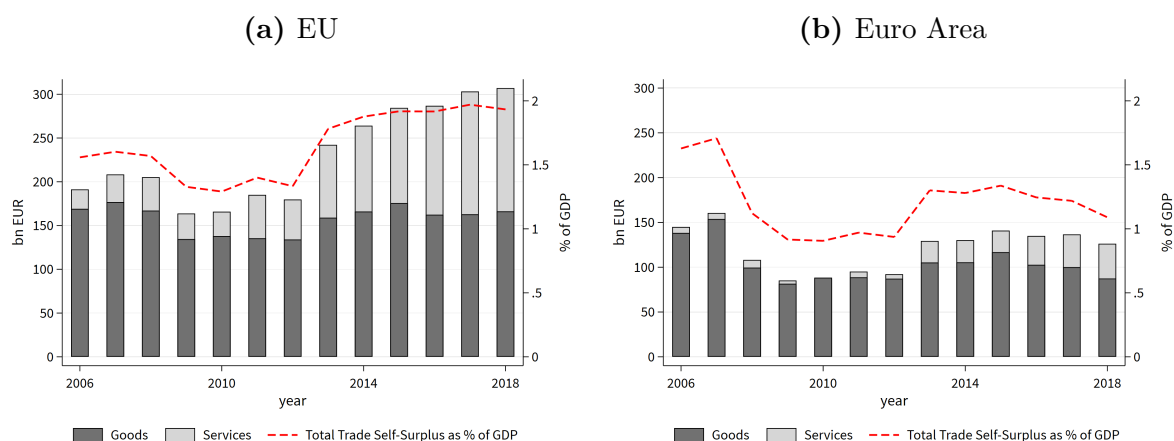 (a) EU
300
250
200
150
100
50
0
bn EUR
2
1.5
1
.5
0
% of GDP
2006 2010 2014 2018
year
Goods Services Total Trade Self-Surplus as % of GDP
(b) Euro Area
300
250
200
150
100
50
0
bn EUR
2
1.5
1
.5
0
% of GDP
2006 2010 2014 2018
year
Goods Services Total Trade Self-Surplus as % of GDP